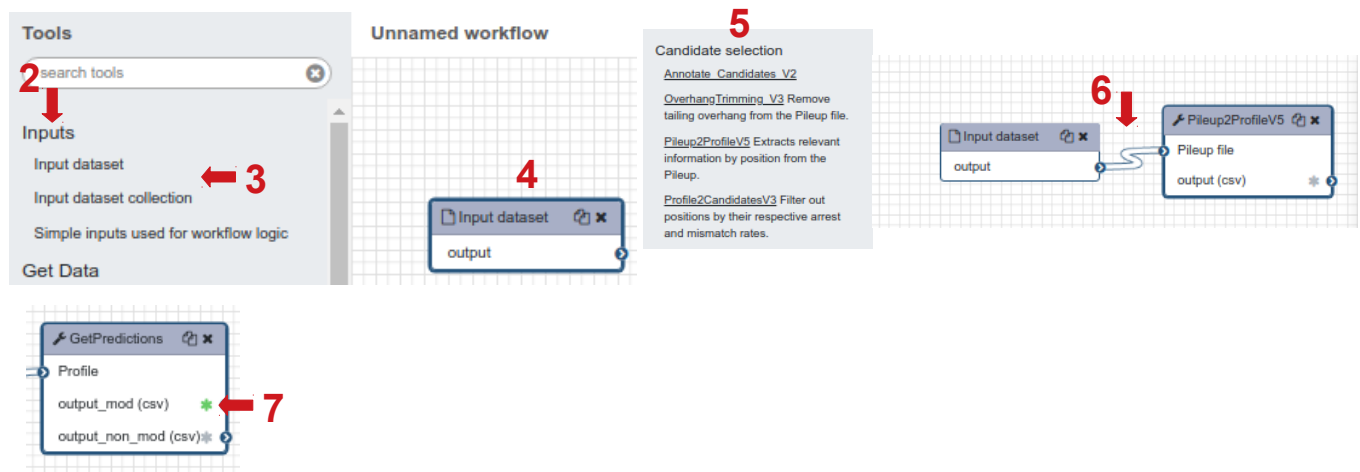 Tools
search tools
2
Inputs
Input dataset
3
Input dataset collection
Simple inputs used for workflow logic
Get Data
Unnamed workflow
4
Input dataset
output
5
Candidate selection
Annotate_Candidates_V2
OverhangTrimming_V3 Remove
tailing overhang from the Pileup file.
Pileup2ProfileV5 Extracts relevant
information by position from the
Pileup.
Profile2CandidatesV3 Filter out
positions by their respective arrest
and mismatch rates.
6
Input dataset
output
Pileup2ProfileV5
Pileup file
output (csv)
GetPredictions
Profile
output_mod (csv)
7
output_non_mod (csv)